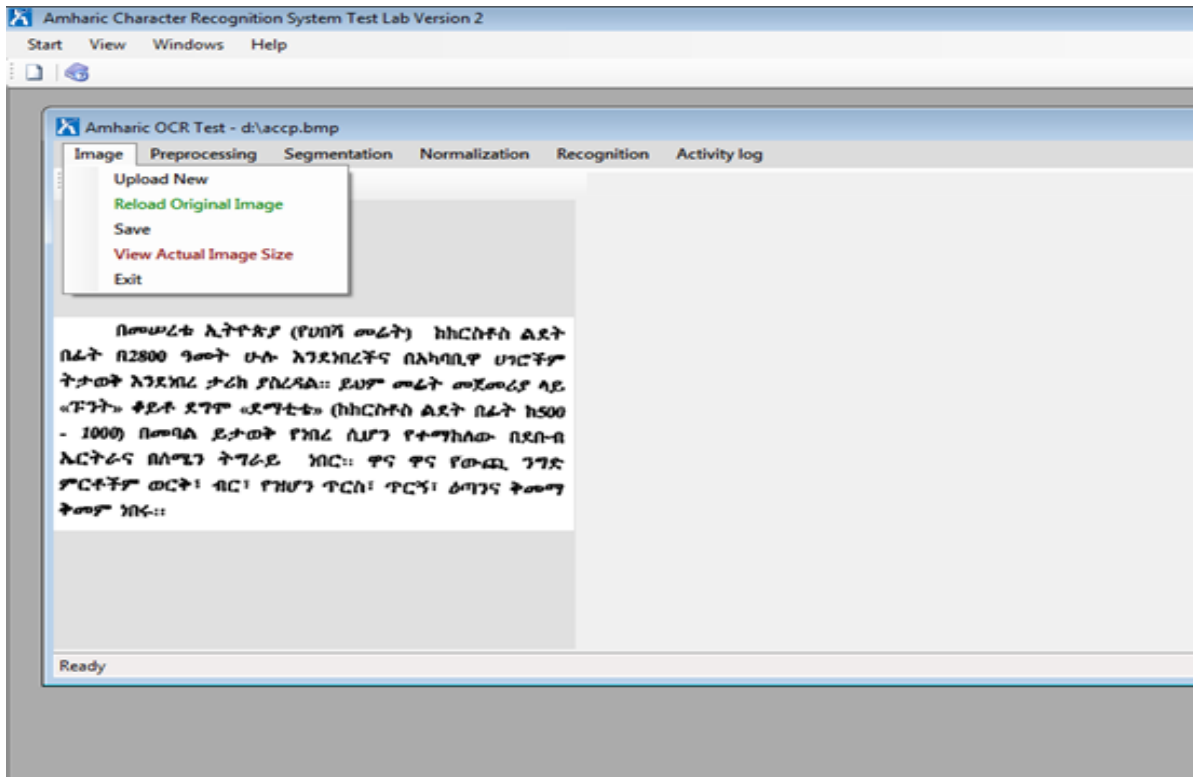 Amharic Character Recognition System Test Lab Version 2
Start View Windows Help
Amharic OCR Test - d:\accp.bmp
Image Preprocessing Segmentation Normalization Recognition Activity log
Upload New
Reload Original Image
Save
View Actual Image Size
Exit
በመሠረቱ ኢትዮጵያ (የሀበሻ መሬት) ከክርስቶስ ልደት
በፊት በ2800 ዓመት ሁሉ እንደነበረችና በአካባቢዋ ሀገሮችም
ትታወቅ እንደነበረ ታሪክ ያስረዳል። ይህም መሬት መጀመሪያ ላይ
«ፑንት» ቆይቶ ደግሞ «ደማቲቴ» (ከክርስቶስ ልደት በፊት ከ500
- 1000) በመባል ይታወቅ የነበረ ሲሆን የተማከለው በደቡብ
ኤርትራና በሰሜን ትግራይ ነበር። ዋና ዋና የውጪ ንግድ
ምርቶችም ወርቅ፣ ብር፣ የዝሆን ጥርስ፣ ጥርኝ፣ ዕጣንና ቅመማ
ቅመም ነበሩ።
Ready